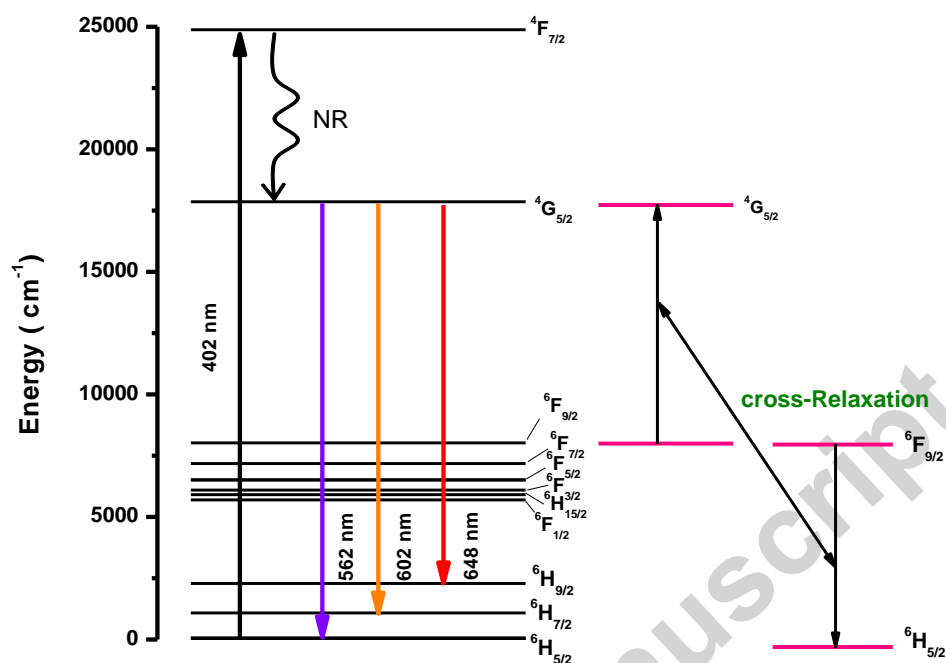 25000
20000
15000
10000
5000
0
Energy ( cm⁻¹)
⁴F₇/₂
NR
⁴G₅/₂
402 nm
⁶F₉/₂
⁶F₇/₂
⁶F₅/₂
⁶F₃/₂
⁶H₁₅/₂
⁶F₁/₂
562 nm
602 nm
648 nm
⁶H₉/₂
⁶H₇/₂
⁶H₅/₂
⁴G₅/₂
cross-Relaxation
⁶F₉/₂
⁶H₅/₂
nuscript